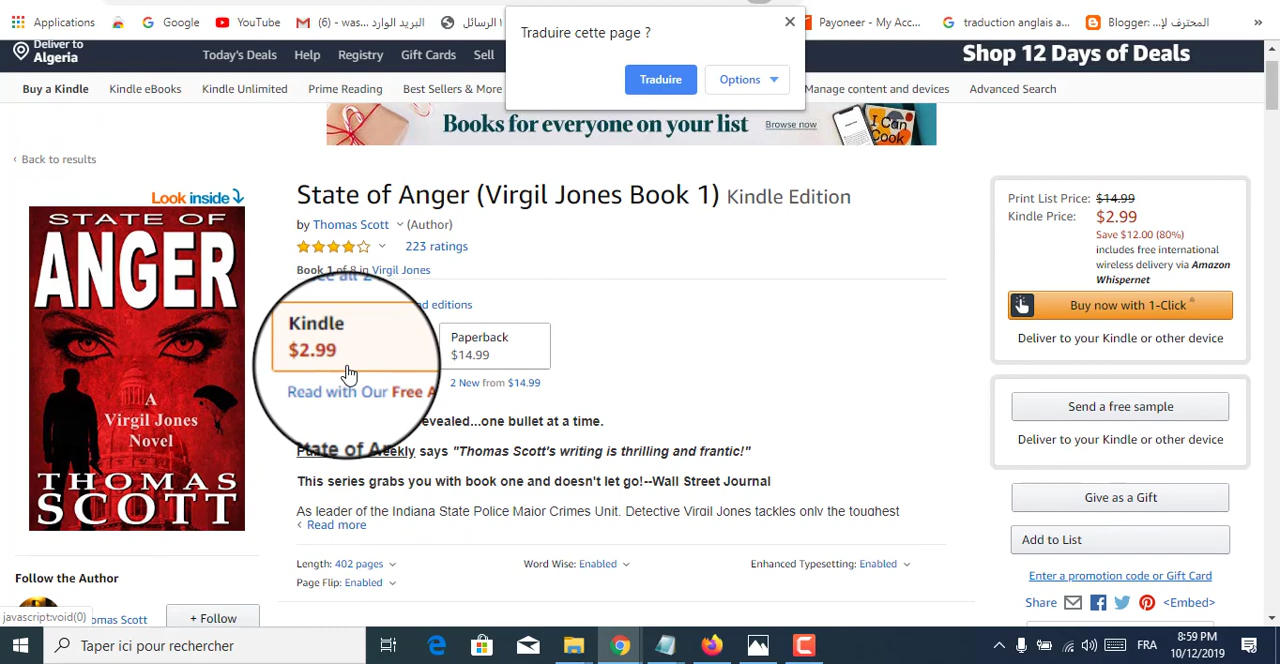 Applications
Google
YouTube
(6) - was... البريد الوارد
الرسائل ا...
Payoneer - My Acc...
traduction anglais a...
Blogger: المحترف لإ...
»
Traduire cette page ?
Traduire
Options
Deliver to
Algeria
Today's Deals
Help
Registry
Gift Cards
Sell
Shop 12 Days of Deals
Buy a Kindle
Kindle eBooks
Kindle Unlimited
Prime Reading
Best Sellers & More
Manage content and devices
Advanced Search
Books for everyone on your list
Browse now
I Can
Cook
‹ Back to results
Look inside
STATE OF
ANGER
A
Virgil Jones
Novel
THOMAS
SCOTT
State of Anger (Virgil Jones Book 1) Kindle Edition
by Thomas Scott (Author)
223 ratings
Book 1 of 8 in Virgil Jones
nd editions
Kindle
$2.99
Read with Our Free A
Paperback
$14.99
2 New from $14.99
evealed...one bullet at a time.
says "Thomas Scott's writing is thrilling and frantic!"
This series grabs you with book one and doesn't let go!--Wall Street Journal
As leader of the Indiana State Police Major Crimes Unit, Detective Virgil Jones tackles only the toughest
‹ Read more
Length: 402 pages
Word Wise: Enabled
Enhanced Typesetting: Enabled
Page Flip: Enabled
Print List Price: $14.99
Kindle Price: $2.99
Save $12.00 (80%)
includes free international
wireless delivery via Amazon
Whispernet
Buy now with 1-Click ®
Deliver to your Kindle or other device
Send a free sample
Deliver to your Kindle or other device
Give as a Gift
Add to List
Enter a promotion code or Gift Card
Share
<Embed>
Follow the Author
mas Scott
+ Follow
javascript:void(0)
Taper ici pour rechercher
FRA
8:59 PM
10/12/2019